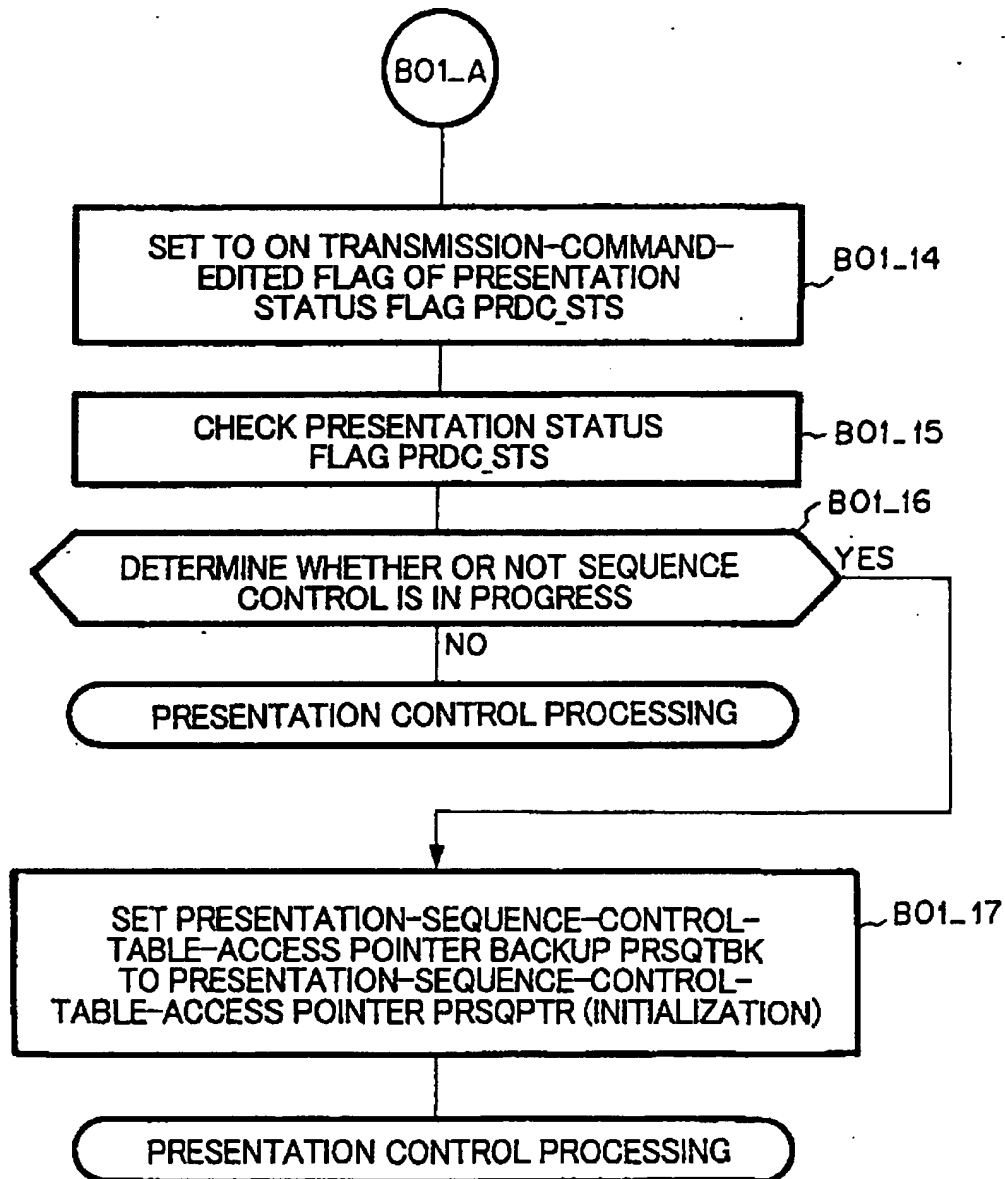 B01_A
SET TO ON TRANSMISSION-COMMAND-
EDITED FLAG OF PRESENTATION
STATUS FLAG PRDC_STS
B01_14
CHECK PRESENTATION STATUS
FLAG PRDC_STS
B01_15
B01_16
DETERMINE WHETHER OR NOT SEQUENCE
CONTROL IS IN PROGRESS
YES
NO
PRESENTATION CONTROL PROCESSING
SET PRESENTATION-SEQUENCE-CONTROL-
TABLE-ACCESS POINTER BACKUP PRSQTBK
TO PRESENTATION-SEQUENCE-CONTROL-
TABLE-ACCESS POINTER PRSQPTR (INITIALIZATION)
B01_17
PRESENTATION CONTROL PROCESSING